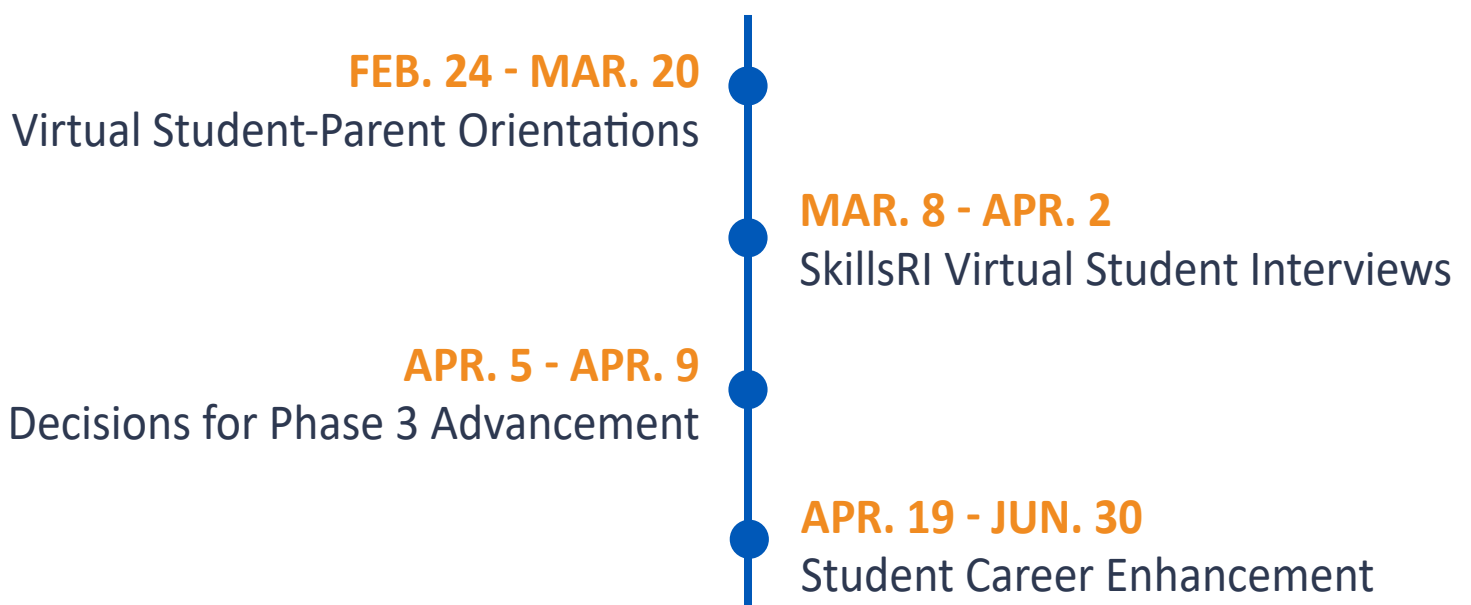 FEB. 24 - MAR. 20
Virtual Student-Parent Orientations
MAR. 8 - APR. 2
SkillsRI Virtual Student Interviews
APR. 5 - APR. 9
Decisions for Phase 3 Advancement
APR. 19 - JUN. 30
Student Career Enhancement